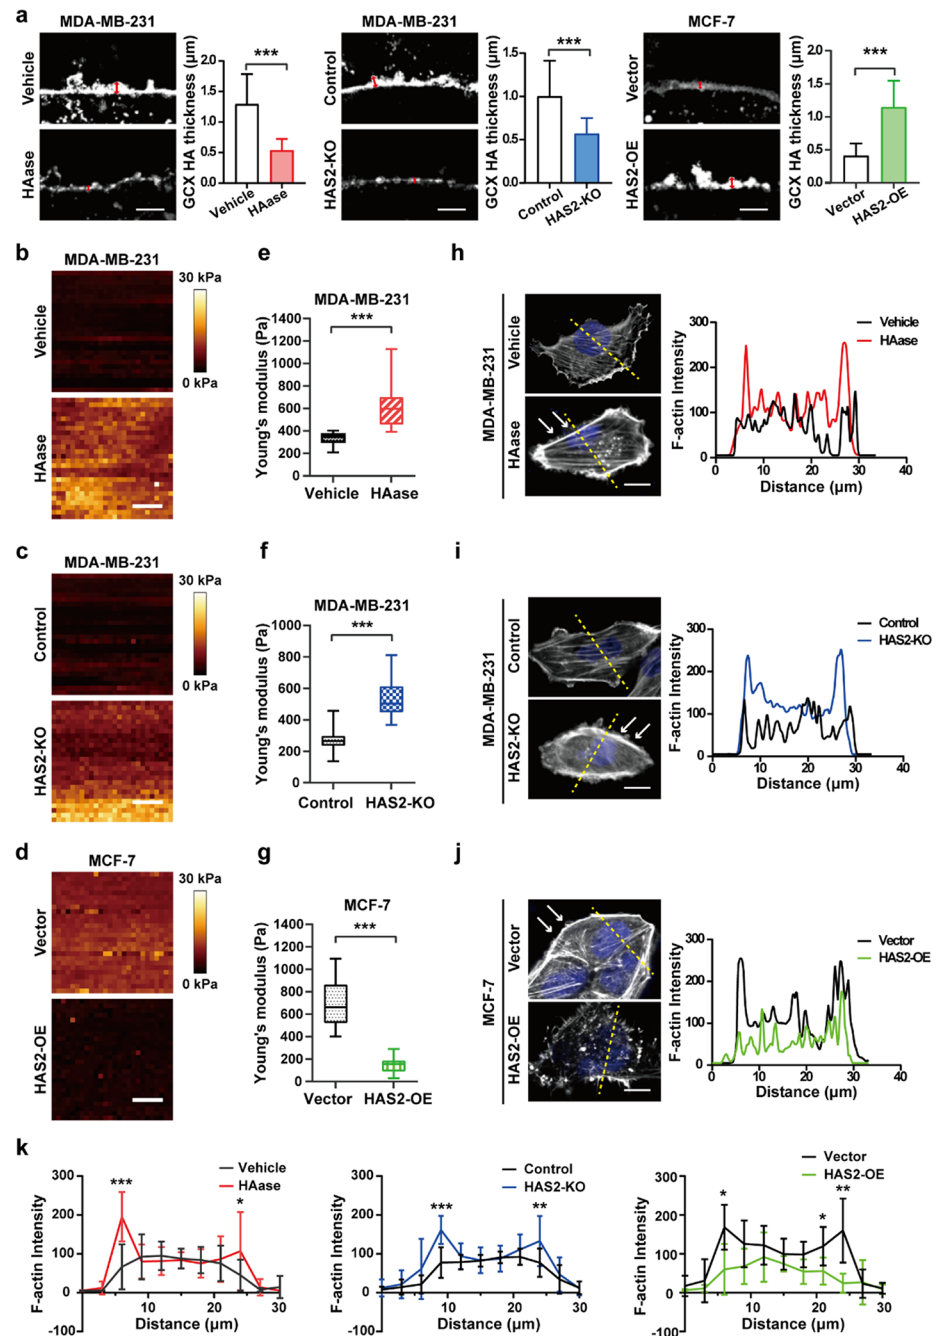 a
MDA-MB-231
MDA-MB-231
MCF-7
Vehicle
HAase
GCX HA thickness (μm)
2.0
1.5
1.0
0.5
0.0
***
Vehicle
HAase
Control
HAS2-KO
GCX HA thickness (μm)
1.5
1.0
0.5
0.0
***
Control
HAS2-KO
Vector
HAS2-OE
GCX HA thickness (μm)
2.0
1.5
1.0
0.5
0.0
***
Vector
HAS2-OE
b
MDA-MB-231
Vehicle
HAase
30 kPa
0 kPa
e
MDA-MB-231
Young's modulus (Pa)
1400
1200
1000
800
600
400
200
0
***
Vehicle
HAase
h
MDA-MB-231
Vehicle
HAase
F-actin Intensity
300
200
100
0
0
10
20
30
40
Distance (μm)
Vehicle
HAase
c
MDA-MB-231
Control
HAS2-KO
30 kPa
0 kPa
f
MDA-MB-231
Young's modulus (Pa)
1000
800
600
400
200
0
***
Control
HAS2-KO
i
MDA-MB-231
Control
HAS2-KO
F-actin Intensity
300
200
100
0
0
10
20
30
40
Distance (μm)
Control
HAS2-KO
d
MCF-7
Vector
HAS2-OE
30 kPa
0 kPa
g
MCF-7
Young's modulus (Pa)
1400
1200
1000
800
600
400
200
0
***
Vector
HAS2-OE
j
MCF-7
Vector
HAS2-OE
F-actin Intensity
300
200
100
0
0
10
20
30
40
Distance (μm)
Vector
HAS2-OE
k
F-actin Intensity
300
200
100
0
-100
10
20
30
Distance (μm)
Vehicle
HAase
***
*
F-actin Intensity
300
200
100
0
-100
10
20
30
Distance (μm)
Control
HAS2-KO
***
**
F-actin Intensity
300
200
100
0
-100
10
20
30
Distance (μm)
Vector
HAS2-OE
*
*
**